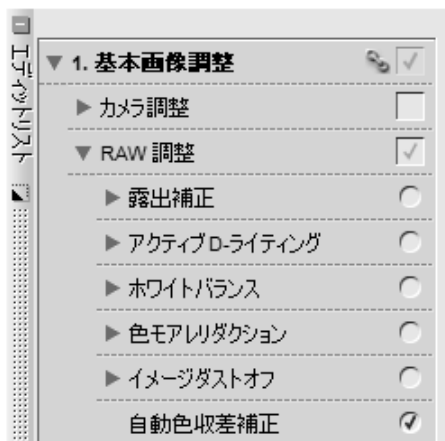 エディットリスト
1. 基本画像調整
カメラ調整
RAW 調整
露出補正
アクティブD-ライティング
ホワイトバランス
色モアレリダクション
イメージダストオフ
自動色収差補正